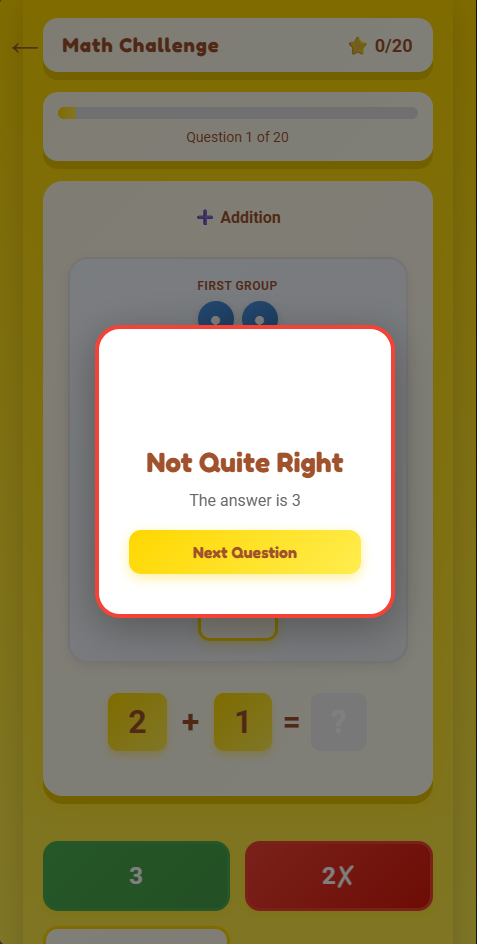 ←
Math Challenge
0/20
Question 1 of 20
Addition
FIRST GROUP
Not Quite Right
The answer is 3
Next Question
2 + 1 = ?
3
2✗